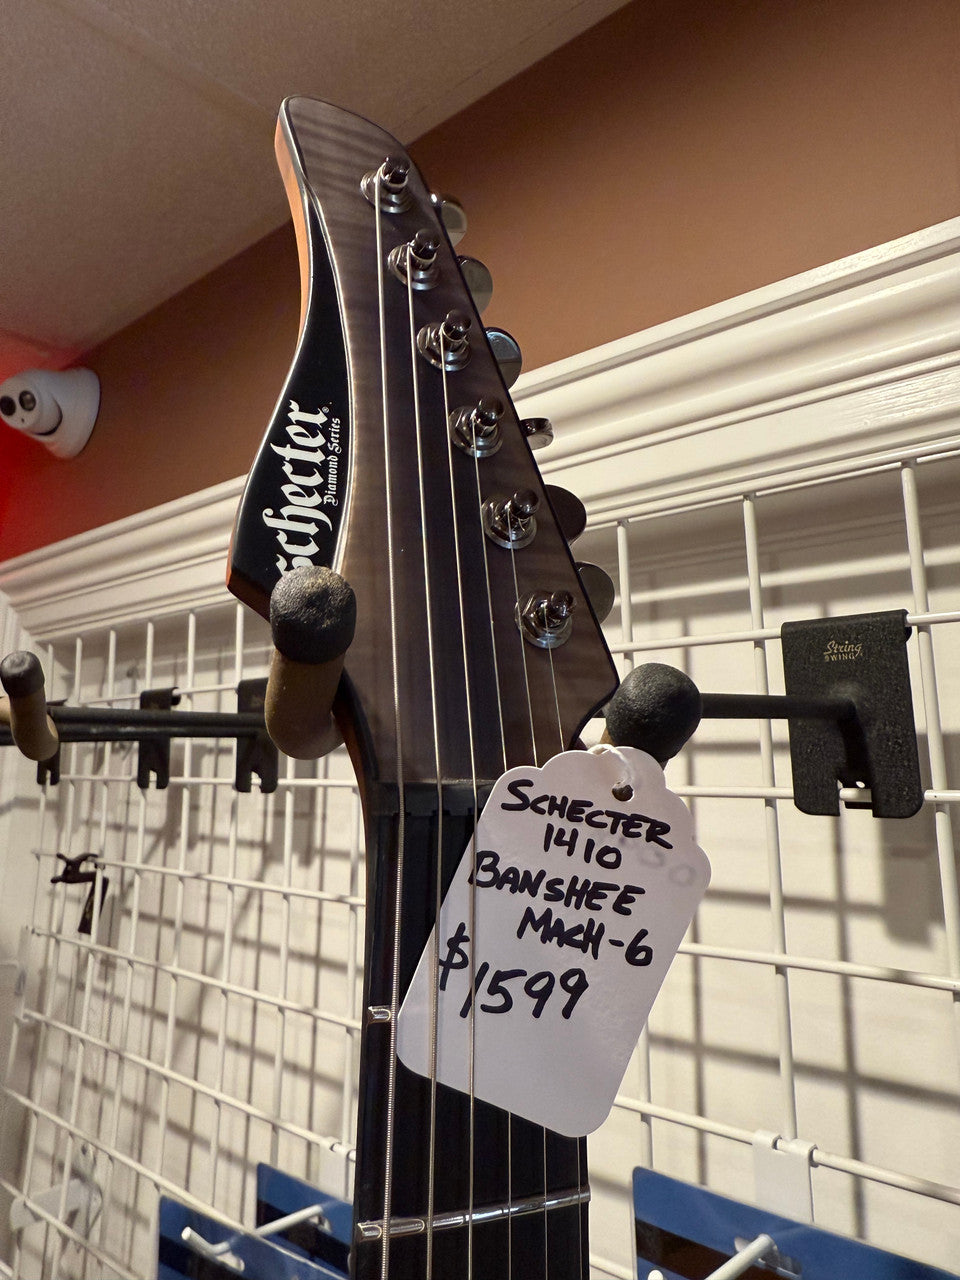 Schecter®
Diamond Series
String
SWING
SCHECTER
1410
BANSHEE
MACH-6
$1599